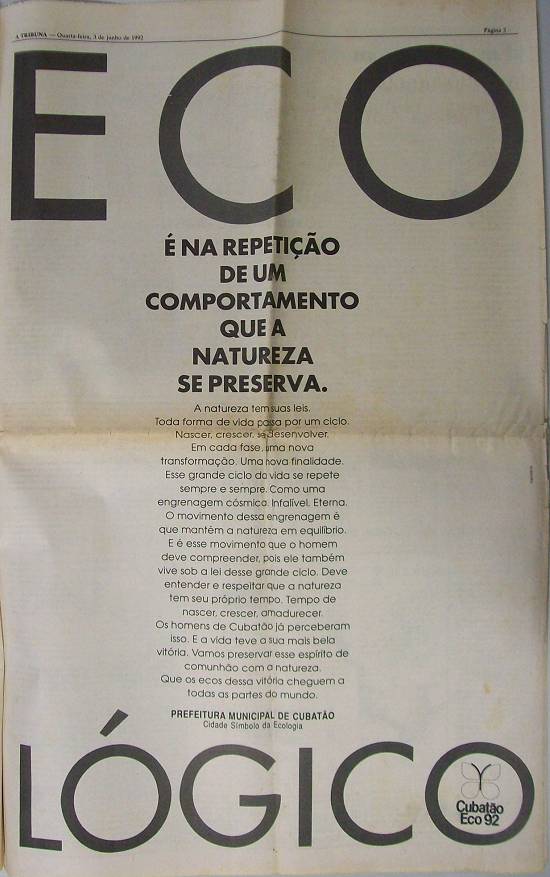 A TRIBUNA — Quarta-feira, 3 de junho de 1992 Página 3
ECO
É NA REPETIÇÃO
DE UM
COMPORTAMENTO
QUE A
NATUREZA
SE PRESERVA.
A natureza tem suas leis.
Toda forma de vida passa por um ciclo.
Nascer, crescer, se desenvolver.
Em cada fase, uma nova
transformação. Uma nova finalidade.
Esse grande ciclo da vida se repete
sempre e sempre. Como uma
engrenagem cósmica. Infalível. Eterna.
O movimento dessa engrenagem é
que mantém a natureza em equilíbrio.
E é esse movimento que o homem
deve compreender, pois ele também
vive sob a lei desse grande ciclo. Deve
entender e respeitar que a natureza
tem seu próprio tempo. Tempo de
nascer, crescer, amadurecer.
Os homens de Cubatão já perceberam
isso. E a vida teve a sua mais bela
vitória. Vamos preservar esse espírito de
comunhão com a natureza.
Que os ecos dessa vitória cheguem a
todas as partes do mundo.
PREFEITURA MUNICIPAL DE CUBATÃO
Cidade Símbolo da Ecologia
LÓGICO
Cubatão
Eco 92